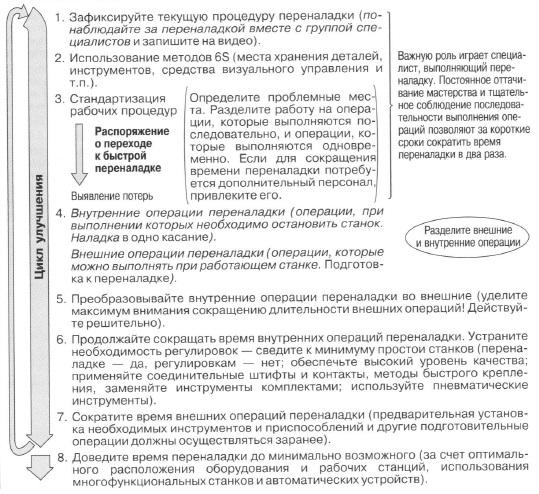 1. Зафиксируйте текущую процедуру переналадки (по-
наблюдайте за переналадкой вместе с группой спе-
циалистов и запишите на видео).
2. Использование методов 6S (места хранения деталей,
инструментов, средства визуального управления и
т.п.).
3. Стандартизация
рабочих процедур
Распоряжение
о переходе
к быстрой
переналадке
Выявление потерь
Определите проблемные мес-
та. Разделите работу на опера-
ции, которые выполняются по-
следовательно, и операции, ко-
торые выполняются одновре-
менно. Если для сокращения
времени переналадки потребу-
ется дополнительный персонал,
привлеките его.
Важную роль играет специа-
лист, выполняющий пере-
наладку. Постоянное оттачи-
вание мастерства и тщатель-
ное соблюдение последова-
тельности выполнения опе-
раций позволят за короткие
сроки сократить время
переналадки в два раза.
Цикл улучшения
4. Внутренние операции переналадки (операции, при
выполнении которых необходимо остановить станок.
Наладка в одно касание).
Внешние операции переналадки (операции, которые
можно выполнять при работающем станке. Подготов-
ка к переналадке).
Разделите внешние
и внутренние операции
5. Преобразовывайте внутренние операции переналадки во внешние (уделите
максимум внимания сокращению длительности внешних операций! Действуй-
те решительно).
6. Продолжайте сокращать время внутренних операций переналадки. Устраните
необходимость регулировок — сведите к минимуму простои станков (перена-
ладке — да, регулировкам — нет; обеспечьте высокий уровень качества;
применяйте соединительные штифты и контакты, методы быстрого крепле-
ния, заменяйте инструменты комплектами; используйте пневматические
инструменты).
7. Сократите время внешних операций переналадки (предварительная установ-
ка необходимых инструментов и приспособлений и другие подготовительные
операции должны осуществляться заранее).
8. Доведите время переналадки до минимально возможного (за счет оптималь-
ного расположения оборудования и рабочих станций, использования
многофункциональных станков и автоматических устройств).